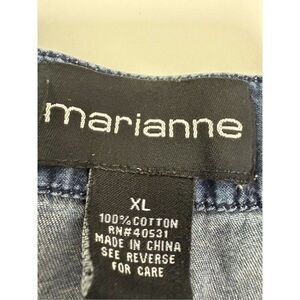 marianne
XL
100% COTTON
RN#40531
MADE IN CHINA
SEE REVERSE
FOR CARE